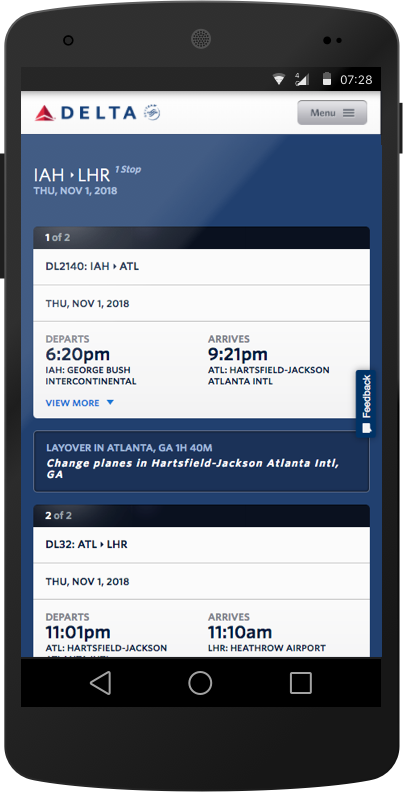 4
07:28
DELTA
Menu
IAH ‣ LHR 1 Stop
THU, NOV 1, 2018
1 of 2
DL2140: IAH ‣ ATL
THU, NOV 1, 2018
DEPARTS ARRIVES
6:20pm 9:21pm
IAH: GEORGE BUSH ATL: HARTSFIELD-JACKSON
INTERCONTINENTAL ATLANTA INTL
VIEW MORE
Feedback
LAYOVER IN ATLANTA, GA 1H 40M
Change planes in Hartsfield-Jackson Atlanta Intl,
GA
2 of 2
DL32: ATL ‣ LHR
THU, NOV 1, 2018
DEPARTS ARRIVES
11:01pm 11:10am
ATL: HARTSFIELD-JACKSON LHR: HEATHROW AIRPORT